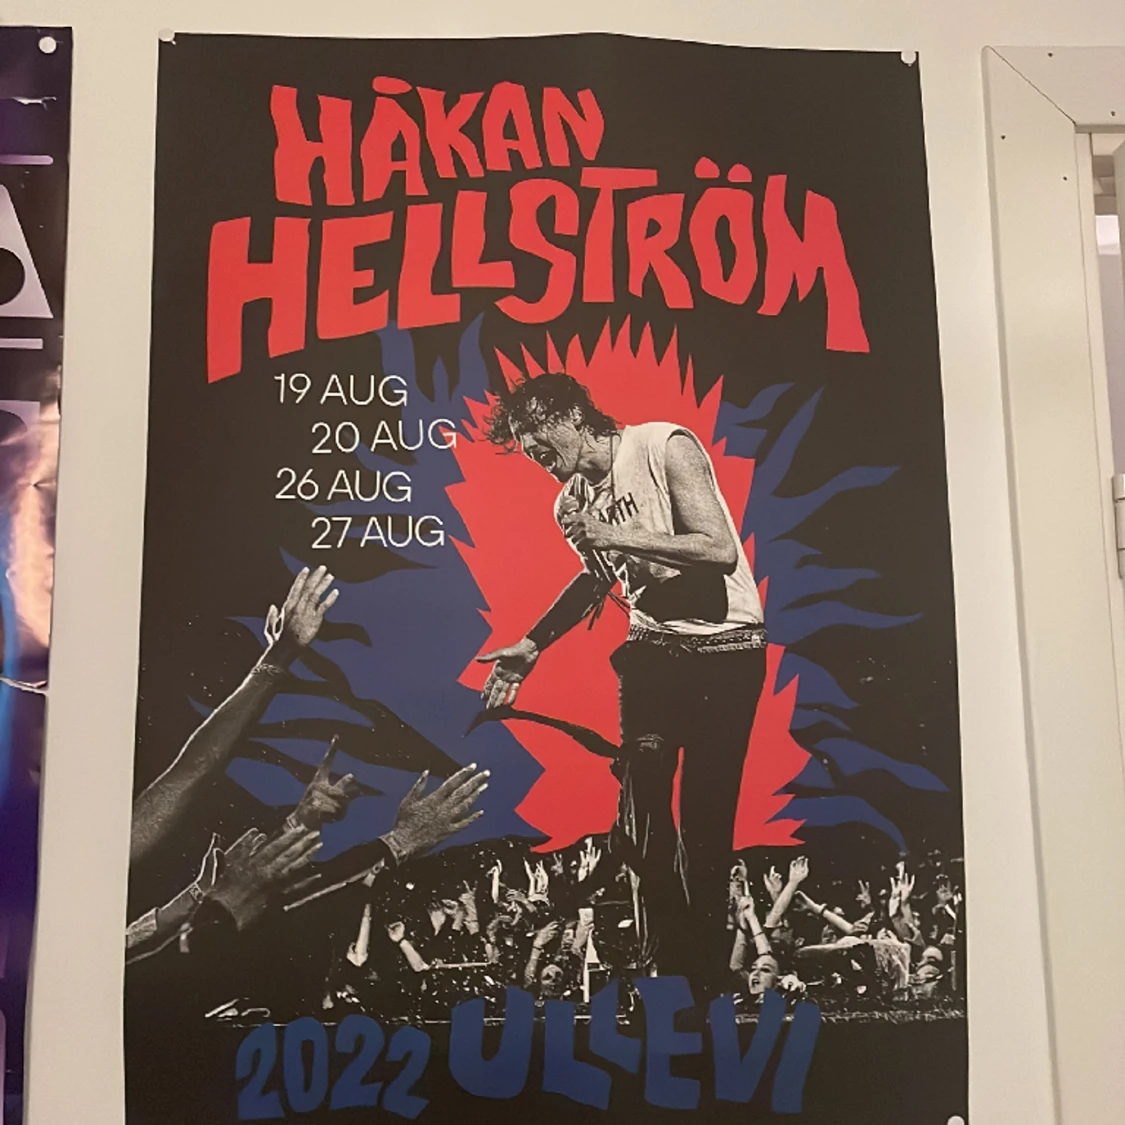 HÅKAN
HELLSTRÖM
19 AUG
20 AUG
26 AUG
27 AUG
2022 ULLEVI